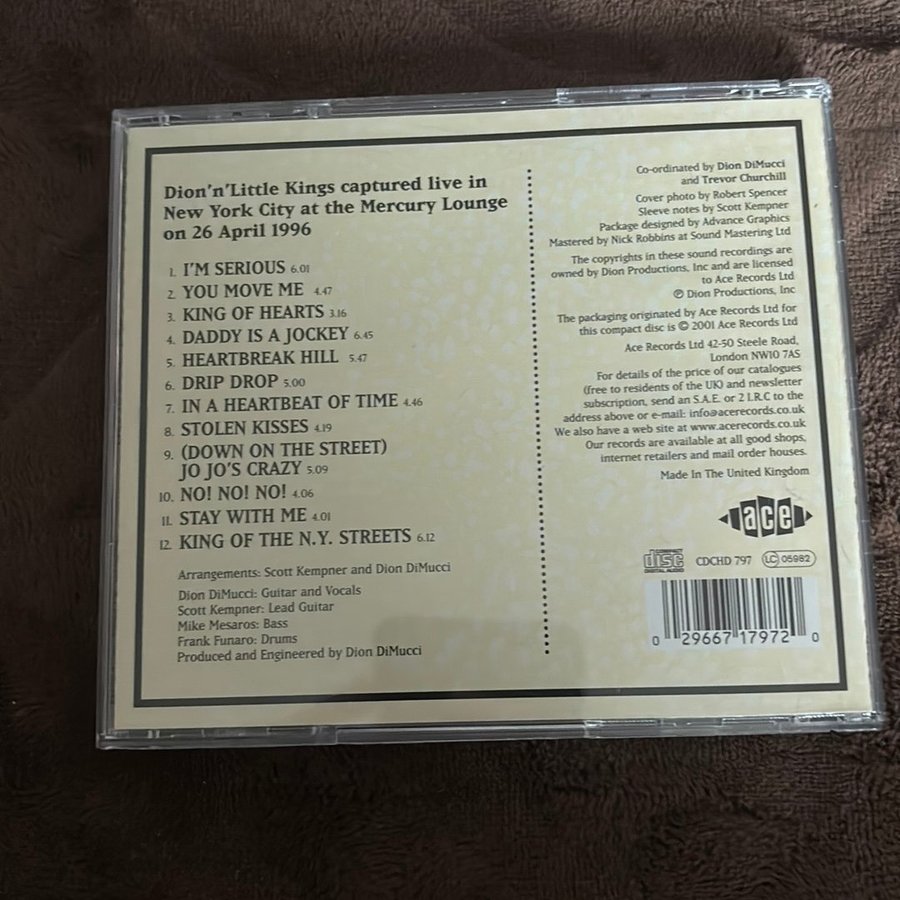 Dion'n'Little Kings captured live in
New York City at the Mercury Lounge
on 26 April 1996
1. I'M SERIOUS 6.01
2. YOU MOVE ME 4.47
3. KING OF HEARTS 3.16
4. DADDY IS A JOCKEY 6.45
5. HEARTBREAK HILL 5.47
6. DRIP DROP 5.00
7. IN A HEARTBEAT OF TIME 4.46
8. STOLEN KISSES 4.19
9. (DOWN ON THE STREET)
JO JO'S CRAZY 5.09
10. NO! NO! NO! 4.06
11. STAY WITH ME 4.01
12. KING OF THE N.Y. STREETS 6.12
Arrangements: Scott Kempner and Dion DiMucci
Dion DiMucci: Guitar and Vocals
Scott Kempner: Lead Guitar
Mike Mesaros: Bass
Frank Funaro: Drums
Produced and Engineered by Dion DiMucci
Co-ordinated by Dion DiMucci
and Trevor Churchill
Cover photo by Robert Spencer
Sleeve notes by Scott Kempner
Package designed by Advance Graphics
Mastered by Nick Robbins at Sound Mastering Ltd
The copyrights in these sound recordings are
owned by Dion Productions, Inc and are licensed
to Ace Records Ltd
℗ Dion Productions, Inc
The packaging originated by Ace Records Ltd for
this compact disc is © 2001 Ace Records Ltd
Ace Records Ltd 42-50 Steele Road,
London NW10 7AS
For details of the price of our catalogues
(free to residents of the UK) and newsletter
subscription, send an S.A.E. or 2 I.R.C to the
address above or e-mail: info@acerecords.co.uk
We also have a web site at www.acerecords.co.uk
Our records are available at all good shops,
internet retailers and mail order houses.
Made In The United Kingdom
ace
COMPACT
disc
DIGITAL AUDIO
CDCHD 797
LC 05982
0 29667 17972 0